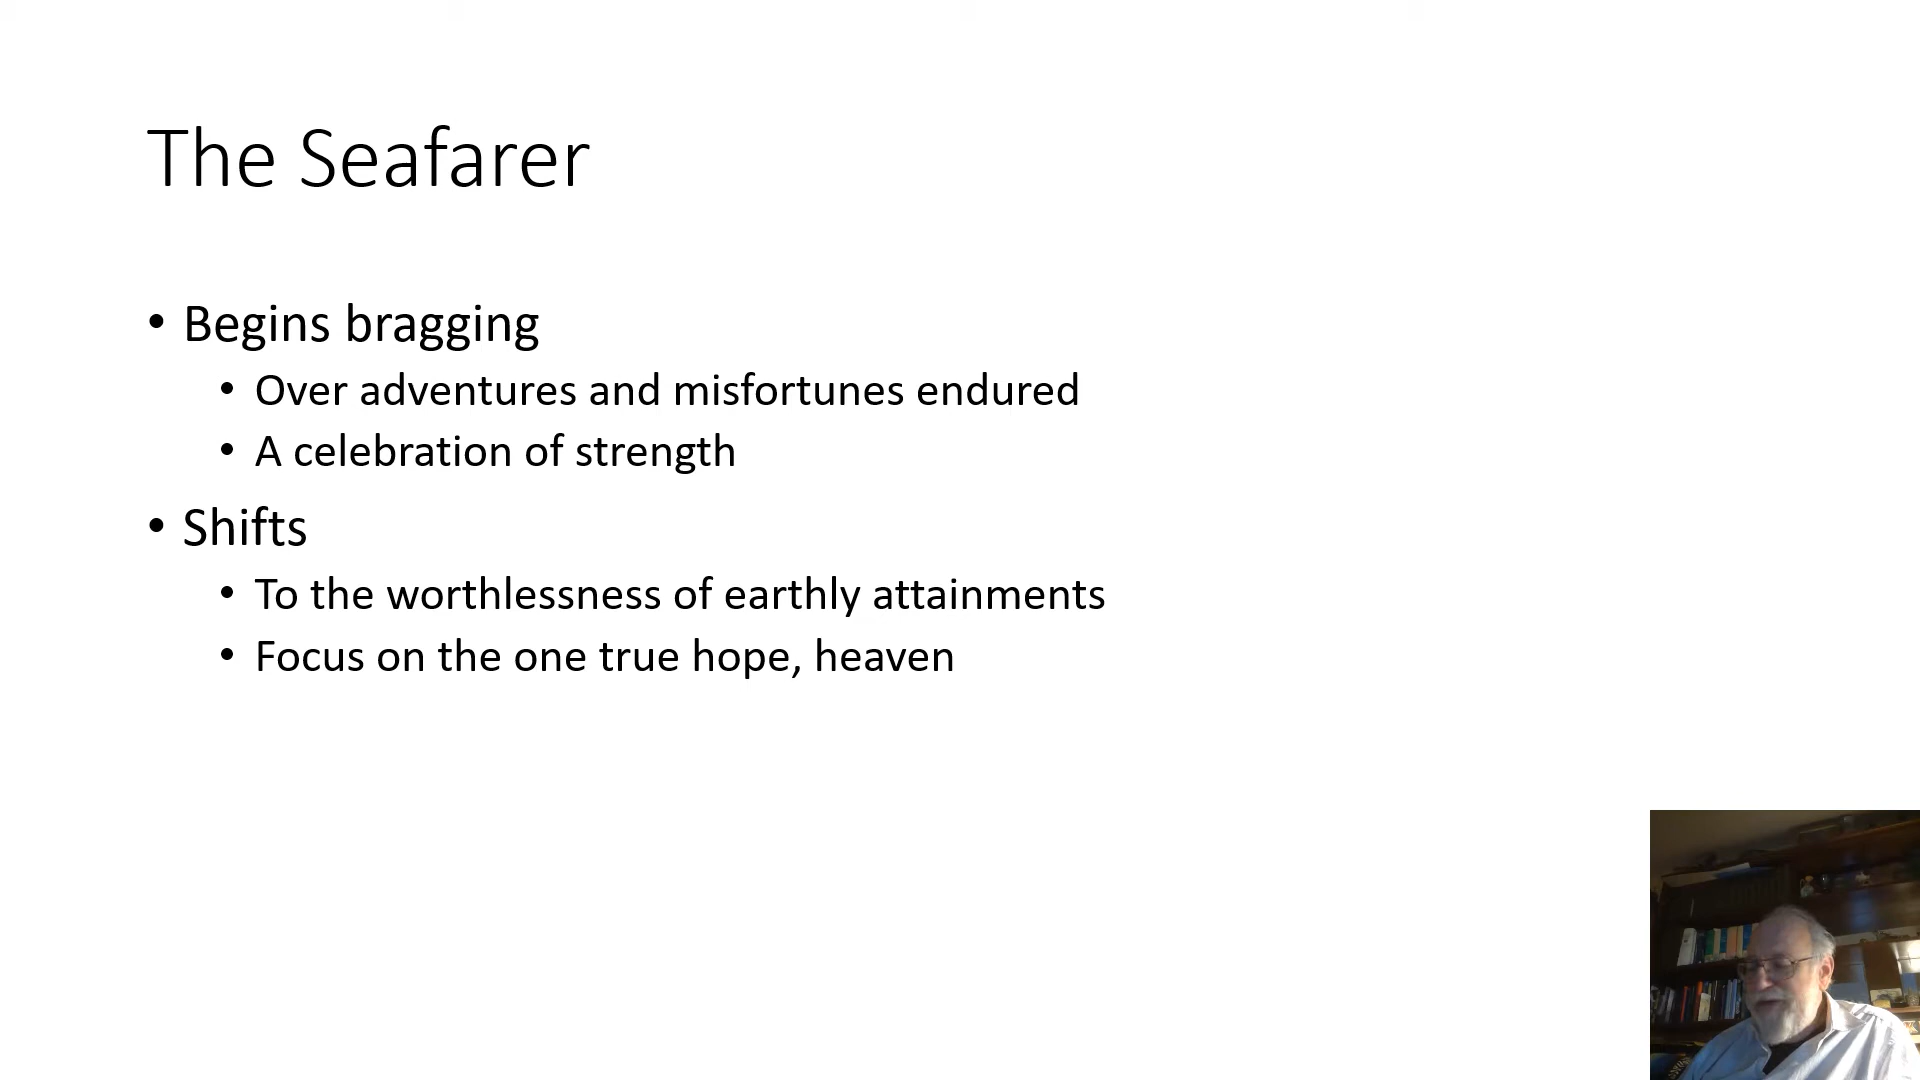 The Seafarer
• Begins bragging
• Over adventures and misfortunes endured
• A celebration of strength
• Shifts
• To the worthlessness of earthly attainments
• Focus on the one true hope, heaven